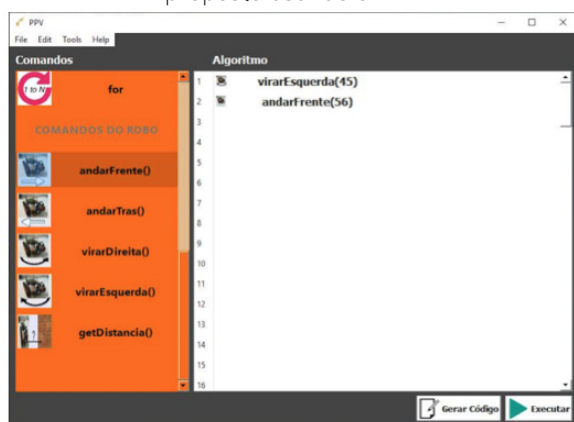 PPV
File Edit Tools Help
Comandos
Algoritmo
1 to N
for
COMANDOS DO ROBO
andarFrente()
andarTras()
virarDireita()
virarEsquerda()
?
getDistancia()
1 virarEsquerda(45)
2 andarFrente(56)
3
4
5
6
7
8
9
10
11
12
13
14
15
16
Gerar Código
Executar